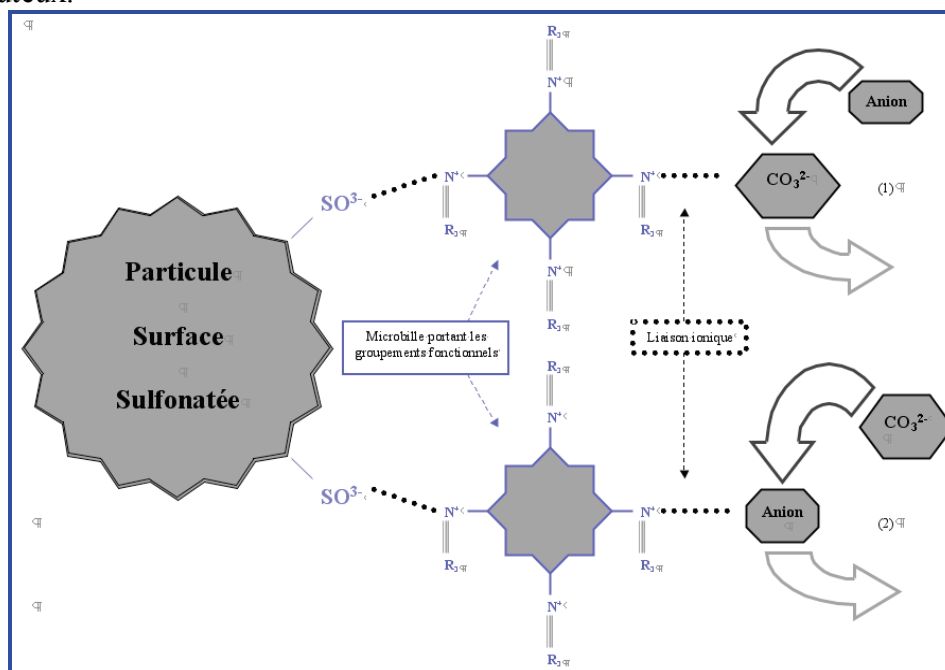 R₃
N⁺
Anion
SO³⁻
N⁺
N⁺
CO₃²⁻
(1)
R₃
R₃
N⁺
Particule
Surface
Sulfonatée
R₃
Microbille portant les
groupements fonctionnels
Liaison ionique
R₃
N⁺
CO₃²⁻
SO³⁻
N⁺
N⁺
Anion
(2)
R₃
R₃
N⁺
R₃